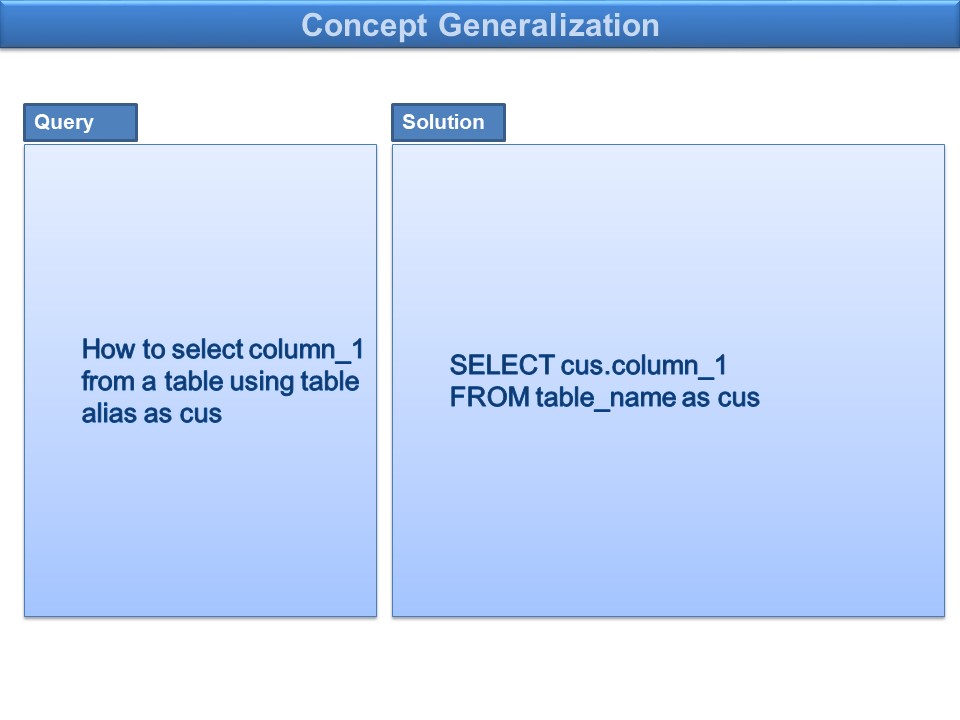 Concept Generalization
Query
Solution
How to select column_1
from a table using table
alias as cus
SELECT cus.column_1
FROM table_name as cus